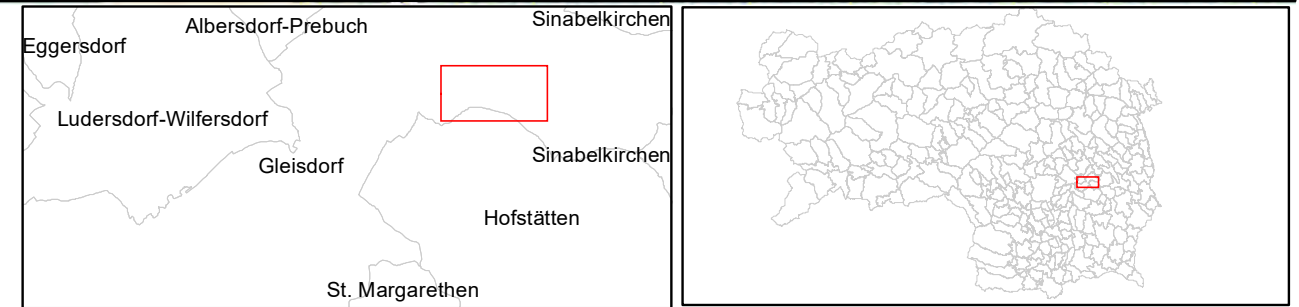 Sinabelkirchen
Albersdorf-Prebuch
Eggersdorf
Ludersdorf-Wilfersdorf
Sinabelkirchen
Gleisdorf
Hofstätten
St. Margarethen